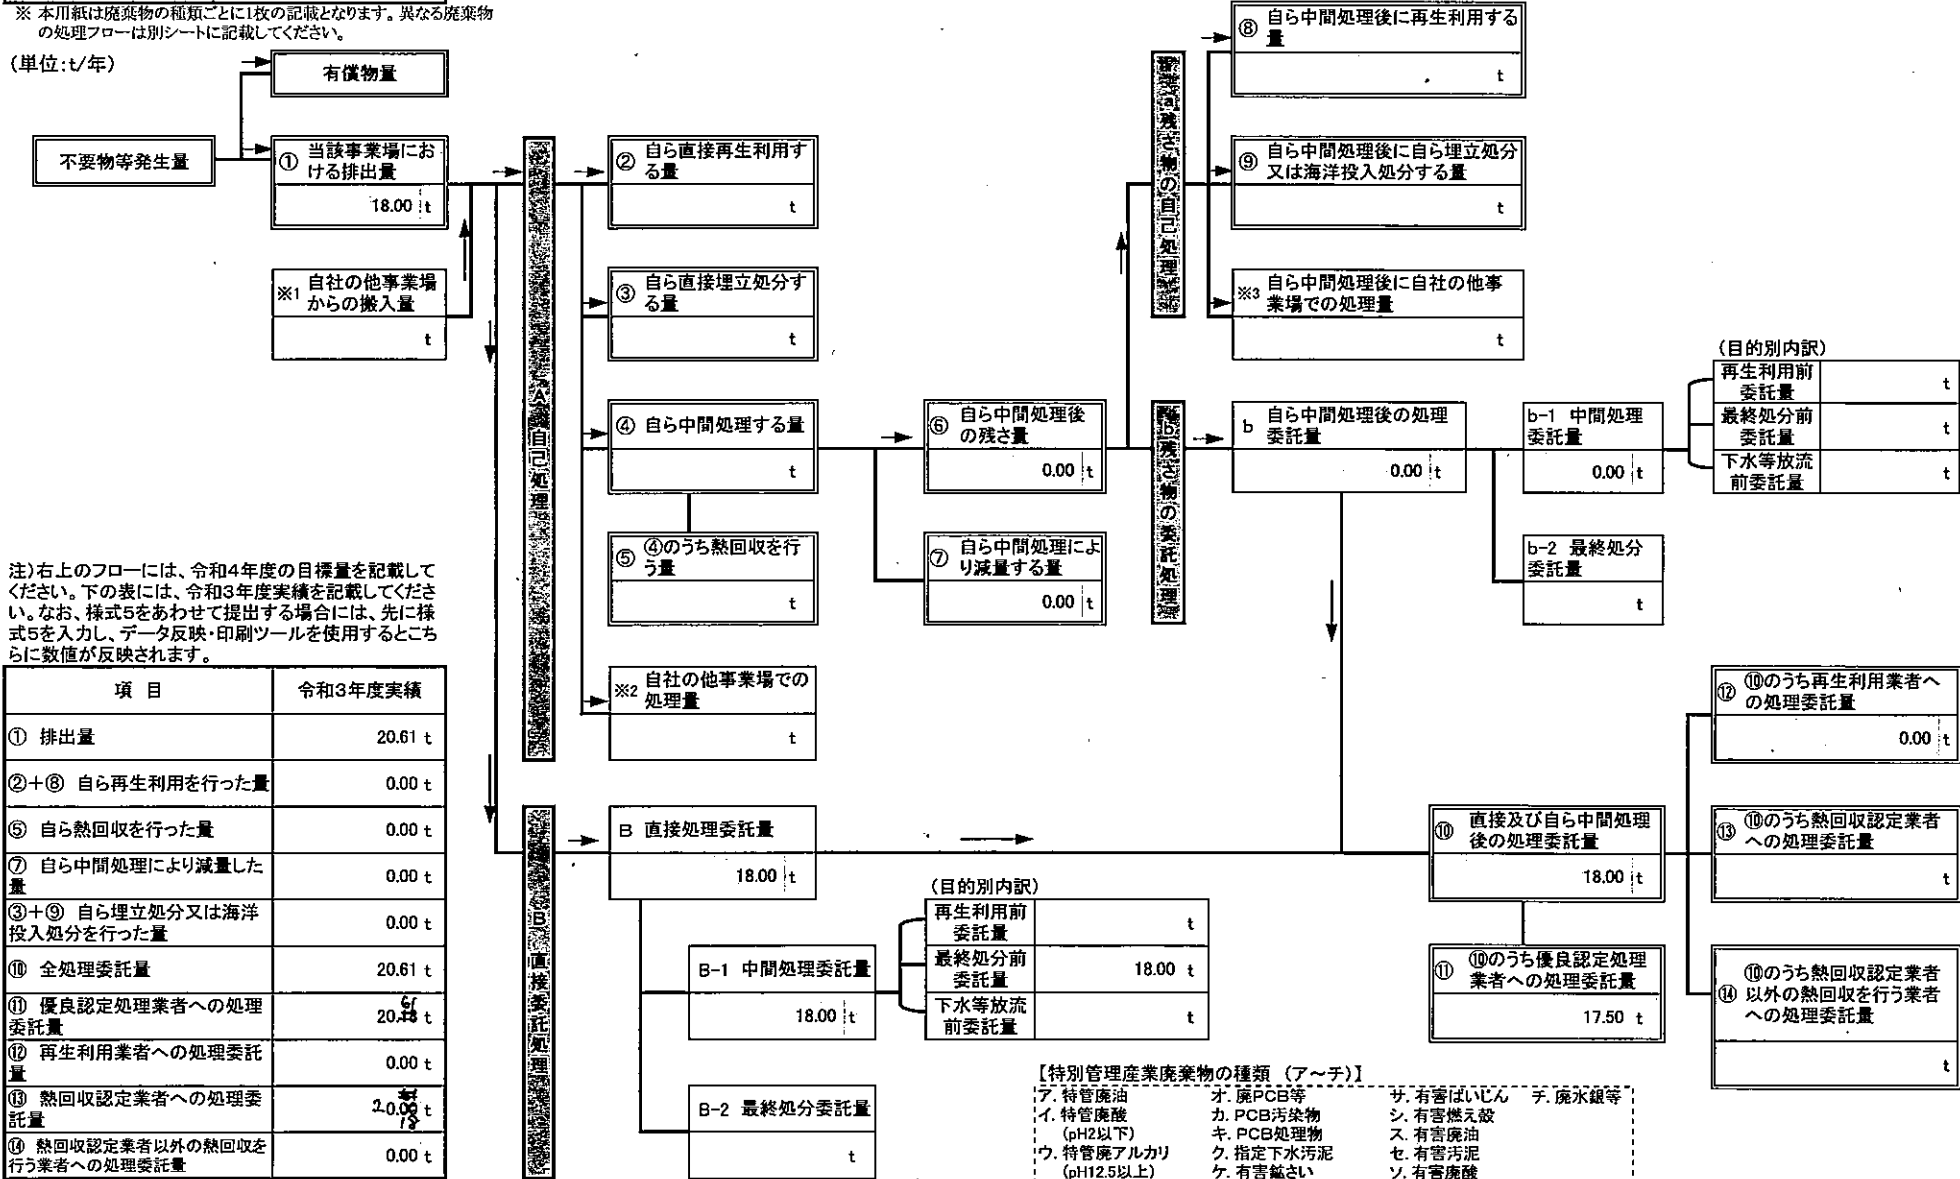 ※ 本用紙は廃棄物の種類ごとに1枚の記載となります。異なる廃棄物
の処理フローは別シートに記載してください。
(単位:t/年)
有償物量
不要物等発生量
① 当該事業場にお
ける排出量
18.00 t
※1 自社の他事業場
からの搬入量
t
A 自己処理
② 自ら直接再生利用す
る量
t
③ 自ら直接埋立処分す
る量
t
④ 自ら中間処理する量
t
⑤ ④のうち熱回収を行
う量
t
※2 自社の他事業場での
処理量
t
⑥ 自ら中間処理後
の残さ量
0.00 t
⑦ 自ら中間処理によ
り減量する量
0.00 t
a 残さ物の自己処理
⑧ 自ら中間処理後に再生利用する
量
t
⑨ 自ら中間処理後に自ら埋立処分
又は海洋投入処分する量
t
※3 自ら中間処理後に自社の他事
業場での処理量
t
b 残さ物の委託処理
b 自ら中間処理後の処理
委託量
0.00 t
b-1 中間処理
委託量
0.00 t
(目的別内訳)
再生利用前
委託量 t
最終処分前
委託量 t
下水等放流
前委託量 t
b-2 最終処分
委託量
t
注)右上のフローには、令和4年度の目標量を記載して
ください。下の表には、令和3年度実績を記載してくださ
い。なお、様式5をあわせて提出する場合には、先に様
式5を入力し、データ反映・印刷ツールを使用するとこち
らに数値が反映されます。
項 目 令和3年度実績
① 排出量 20.61 t
②+⑧ 自ら再生利用を行った量 0.00 t
⑤ 自ら熱回収を行った量 0.00 t
⑦ 自ら中間処理により減量した
量 0.00 t
③+⑨ 自ら埋立処分又は海洋
投入処分を行った量 0.00 t
⑩ 全処理委託量 20.61 t
⑪ 優良認定処理業者への処理
委託量 20. t
⑫ 再生利用業者への処理委託
量 0.00 t
⑬ 熱回収認定業者への処理委
託量 t
⑭ 熱回収認定業者以外の熱回収を
行う業者への処理委託量 0.00 t
B 直接委託処理
B 直接処理委託量
18.00 t
B-1 中間処理委託量
18.00 t
(目的別内訳)
再生利用前
委託量 t
最終処分前
委託量 18.00 t
下水等放流
前委託量 t
B-2 最終処分委託量
t
⑩ 直接及び自ら中間処理
後の処理委託量
18.00 t
⑪ ⑩のうち優良認定処理
業者への処理委託量
17.50 t
⑫ ⑩のうち再生利用業者へ
の処理委託量
0.00 t
⑬ ⑩のうち熱回収認定業者
への処理委託量
t
⑭ ⑩のうち熱回収認定業者
以外の熱回収を行う業者
への処理委託量
t
【特別管理産業廃棄物の種類 (ア~チ)】
ア. 特管廃油 オ. 廃PCB等 サ. 有害ばいじん チ. 廃水銀等
イ. 特管廃酸 カ. PCB汚染物 シ. 有害燃え殻
(pH2以下) キ. PCB処理物 ス. 有害廃油
ウ. 特管廃アルカリ ク. 指定下水汚泥 セ. 有害汚泥
(pH12.5以上) ケ. 有害鉱さい ソ. 有害廃酸